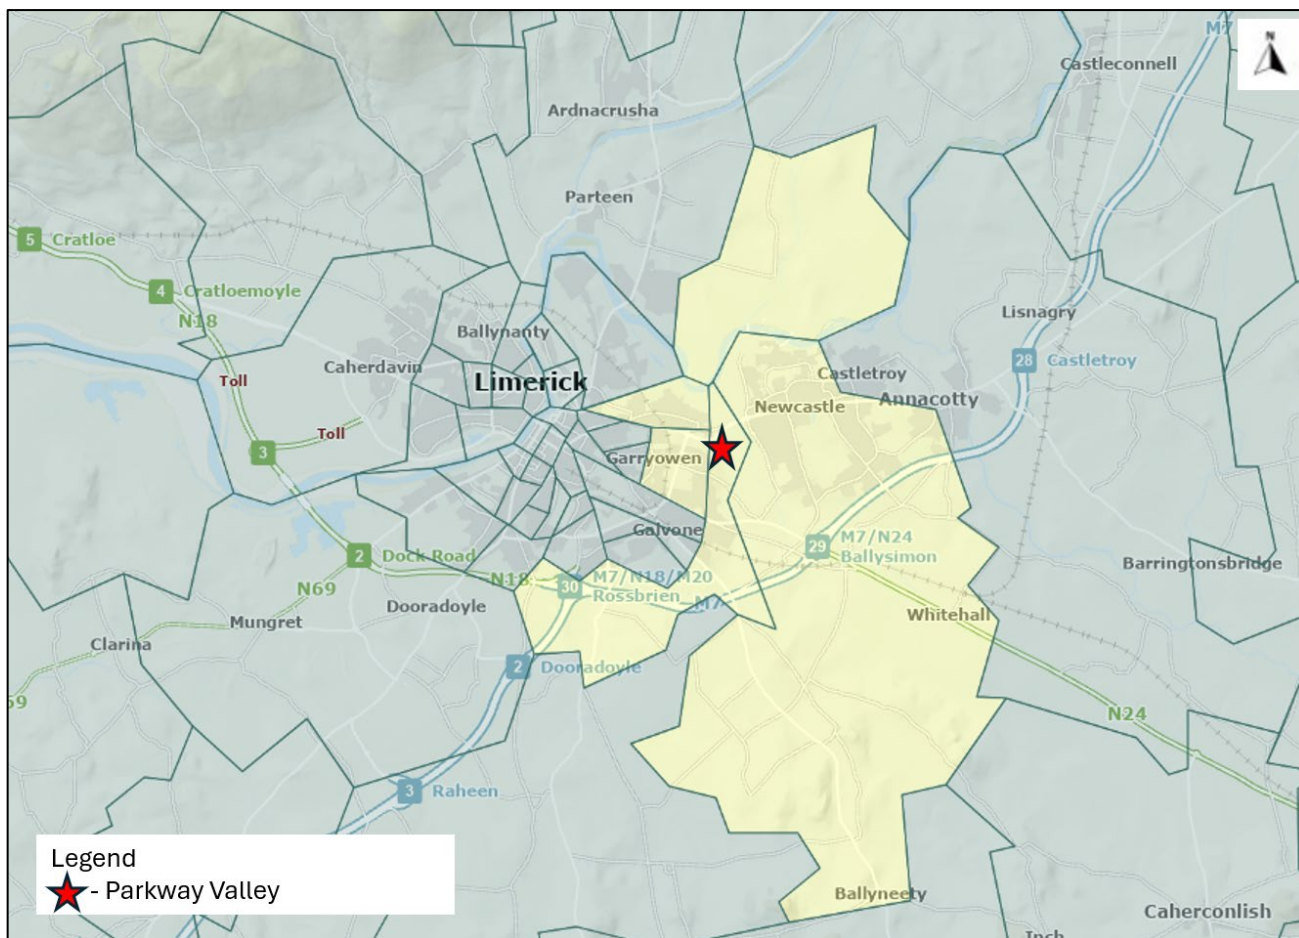 M7
N
Castleconnell
Ardnacrusha
Parteen
5 Cratloe
4 Cratloemoyle
N18
Lisnagry
Ballynanty
28 Castletroy
Caherdavin
Toll
Limerick
Castletroy
Annacotty
Newcastle
Toll
3
Garryowen
Galvone
29 M7/N24
Ballysimon
2 Dock Road
N18
30 M7/N18/M20
Rossbrien
N69
M7
Barringtonsbridge
Dooradoyle
Whitehall
Mungret
Clarina
2 Dooradoyle
69
N24
3 Raheen
Legend
- Parkway Valley
Ballyneety
Caherconlish
Inch